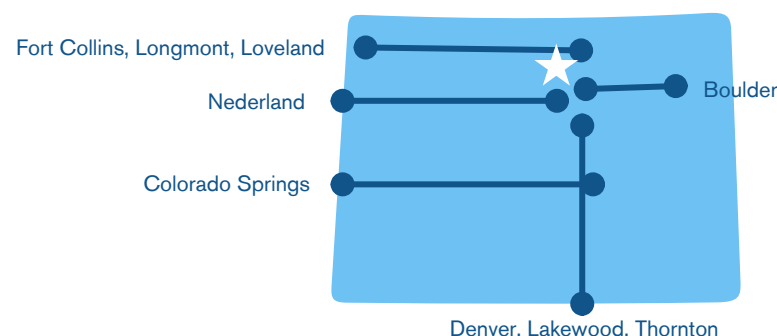 Fort Collins, Longmont, Loveland
Nederland
Boulder
Colorado Springs
Denver, Lakewood, Thornton